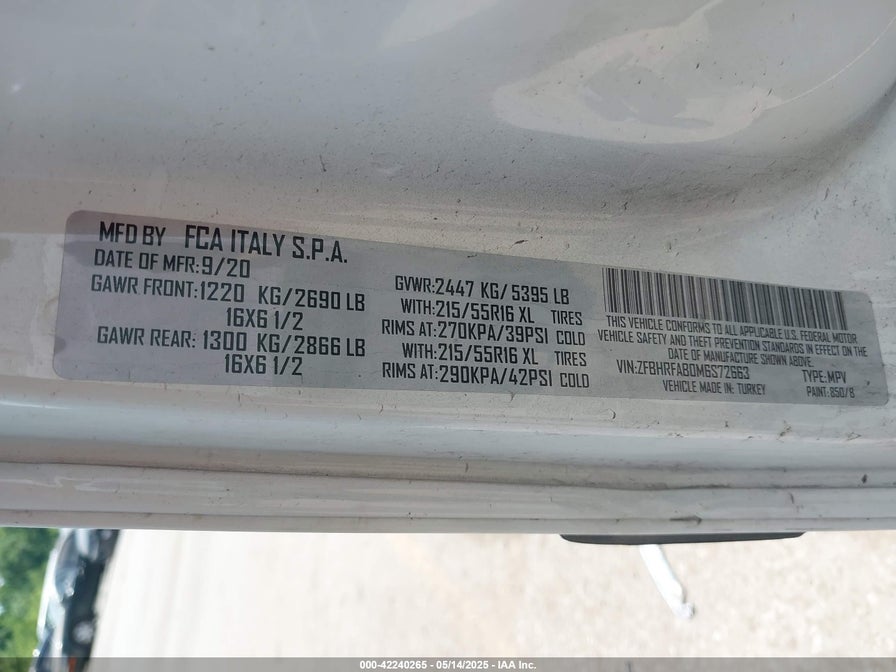 MFD BY FCA ITALY S.P.A.
DATE OF MFR: 9/20
GAWR FRONT: 1220 KG/2690 LB
16X6 1/2
GAWR REAR: 1300 KG/2866 LB
16X6 1/2
GVWR: 2447 KG/ 5395 LB
WITH: 215/55R16 XL TIRES
RIMS AT: 270KPA/39PSI COLD
WITH: 215/55R16 XL TIRES
RIMS AT: 290KPA/42PSI COLD
THIS VEHICLE CONFORMS TO ALL APPLICABLE U.S. FEDERAL MOTOR
VEHICLE SAFETY AND THEFT PREVENTION STANDARDS IN EFFECT ON THE
DATE OF MANUFACTURE SHOWN ABOVE.
VIN: ZFBHRFAB0M6S72663 TYPE: MPV
VEHICLE MADE IN: TURKEY PAINT: 850/8
000-42240265 - 05/14/2025 - IAA Inc.